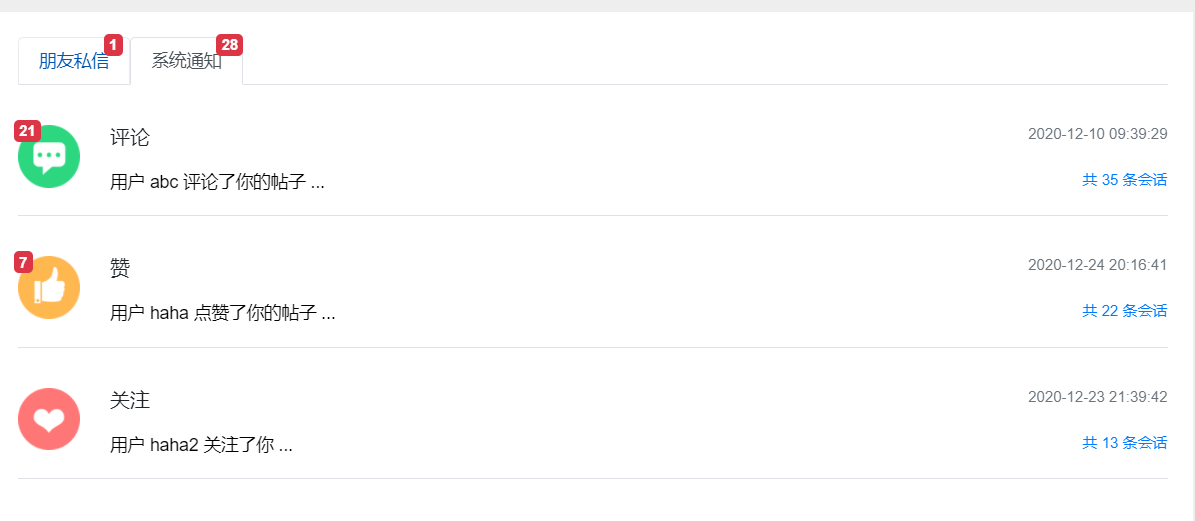 朋友私信 1 系统通知 28
21 评论 2020-12-10 09:39:29
用户 abc 评论了你的帖子 ... 共 35 条会话
7 赞 2020-12-24 20:16:41
用户 haha 点赞了你的帖子 ... 共 22 条会话
关注 2020-12-23 21:39:42
用户 haha2 关注了你 ... 共 13 条会话